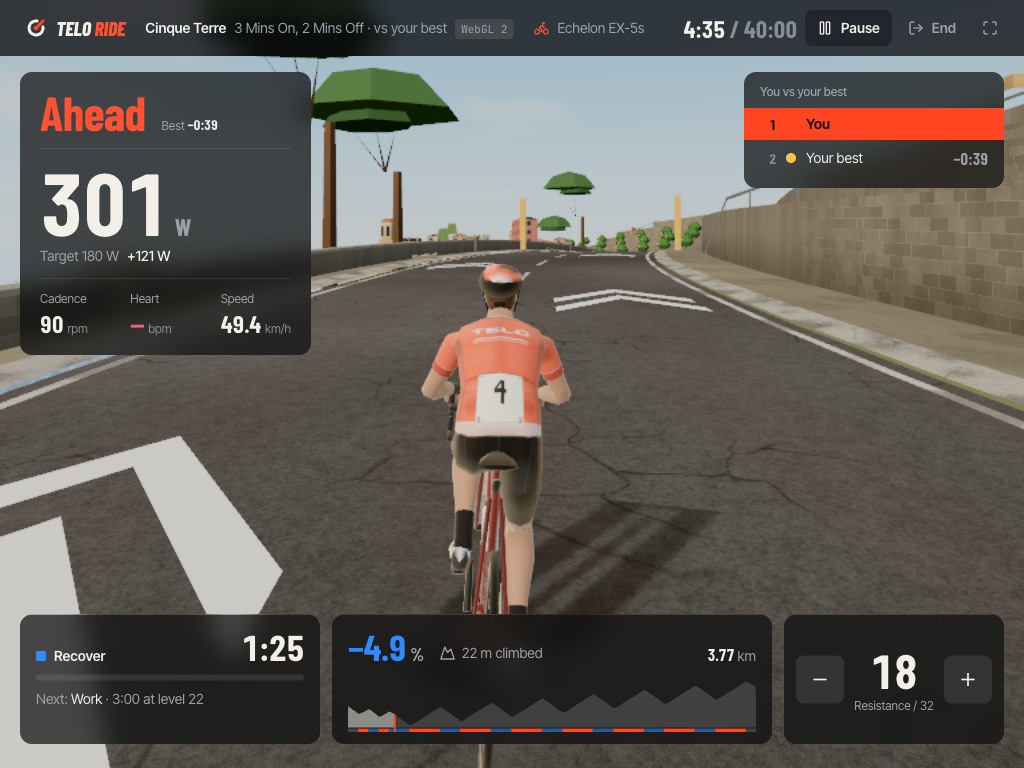 TELO RIDE Cinque Terre 3 Mins On, 2 Mins Off · vs your best WebGL 2 Echelon EX-5s 4:35 / 40:00 Pause End
Ahead Best −0:39
301 W
Target 180 W +121 W
Cadence Heart Speed
90 rpm — bpm 49.4 km/h
You vs your best
1 You
2 Your best −0:39
TELO
4
Recover 1:25
Next: Work · 3:00 at level 22
−4.9 % 22 m climbed 3.77 km
− 18 +
Resistance / 32